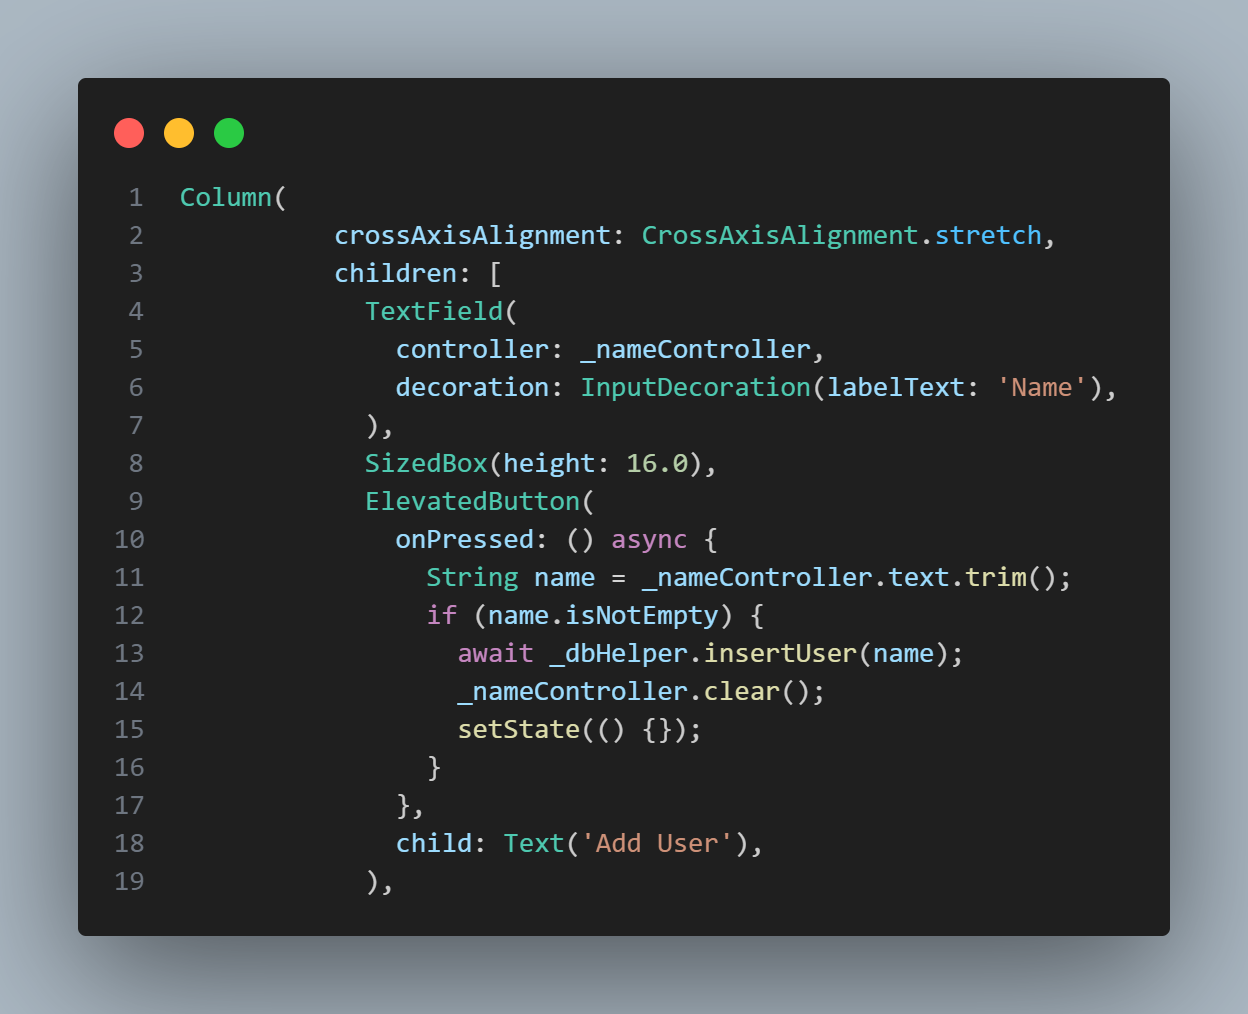 1 Column(
2 crossAxisAlignment: CrossAxisAlignment.stretch,
3 children: [
4 TextField(
5 controller: _nameController,
6 decoration: InputDecoration(labelText: 'Name'),
7 ),
8 SizedBox(height: 16.0),
9 ElevatedButton(
10 onPressed: () async {
11 String name = _nameController.text.trim();
12 if (name.isNotEmpty) {
13 await _dbHelper.insertUser(name);
14 _nameController.clear();
15 setState(() {});
16 }
17 },
18 child: Text('Add User'),
19 ),